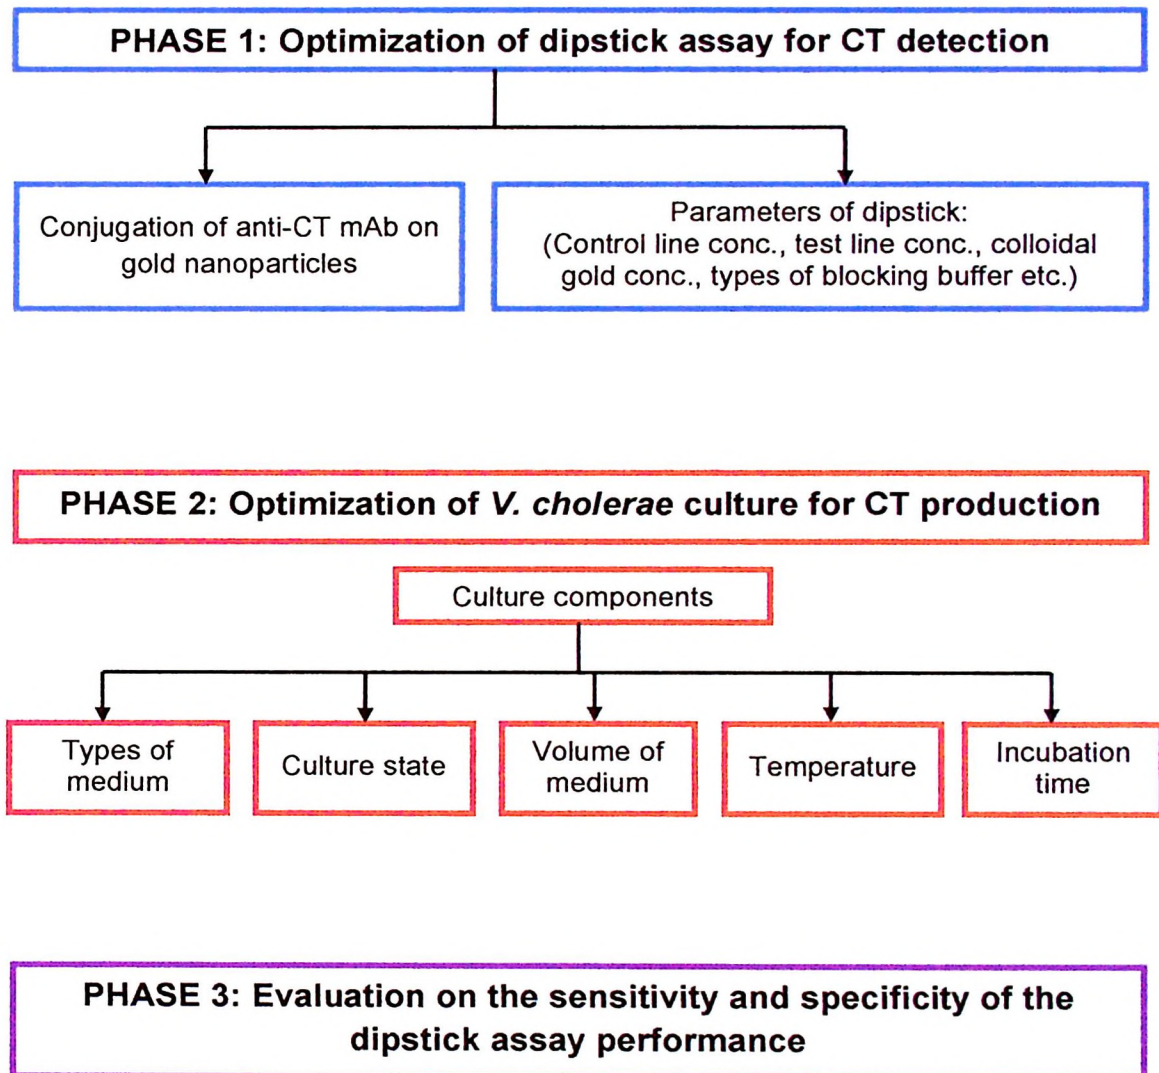 PHASE 1: Optimization of dipstick assay for CT detection
Conjugation of anti-CT mAb on
gold nanoparticles
Parameters of dipstick:
(Control line conc., test line conc., colloidal
gold conc., types of blocking buffer etc.)
PHASE 2: Optimization of V. cholerae culture for CT production
Culture components
Types of
medium
Culture state
Volume of
medium
Temperature
Incubation
time
PHASE 3: Evaluation on the sensitivity and specificity of the
dipstick assay performance